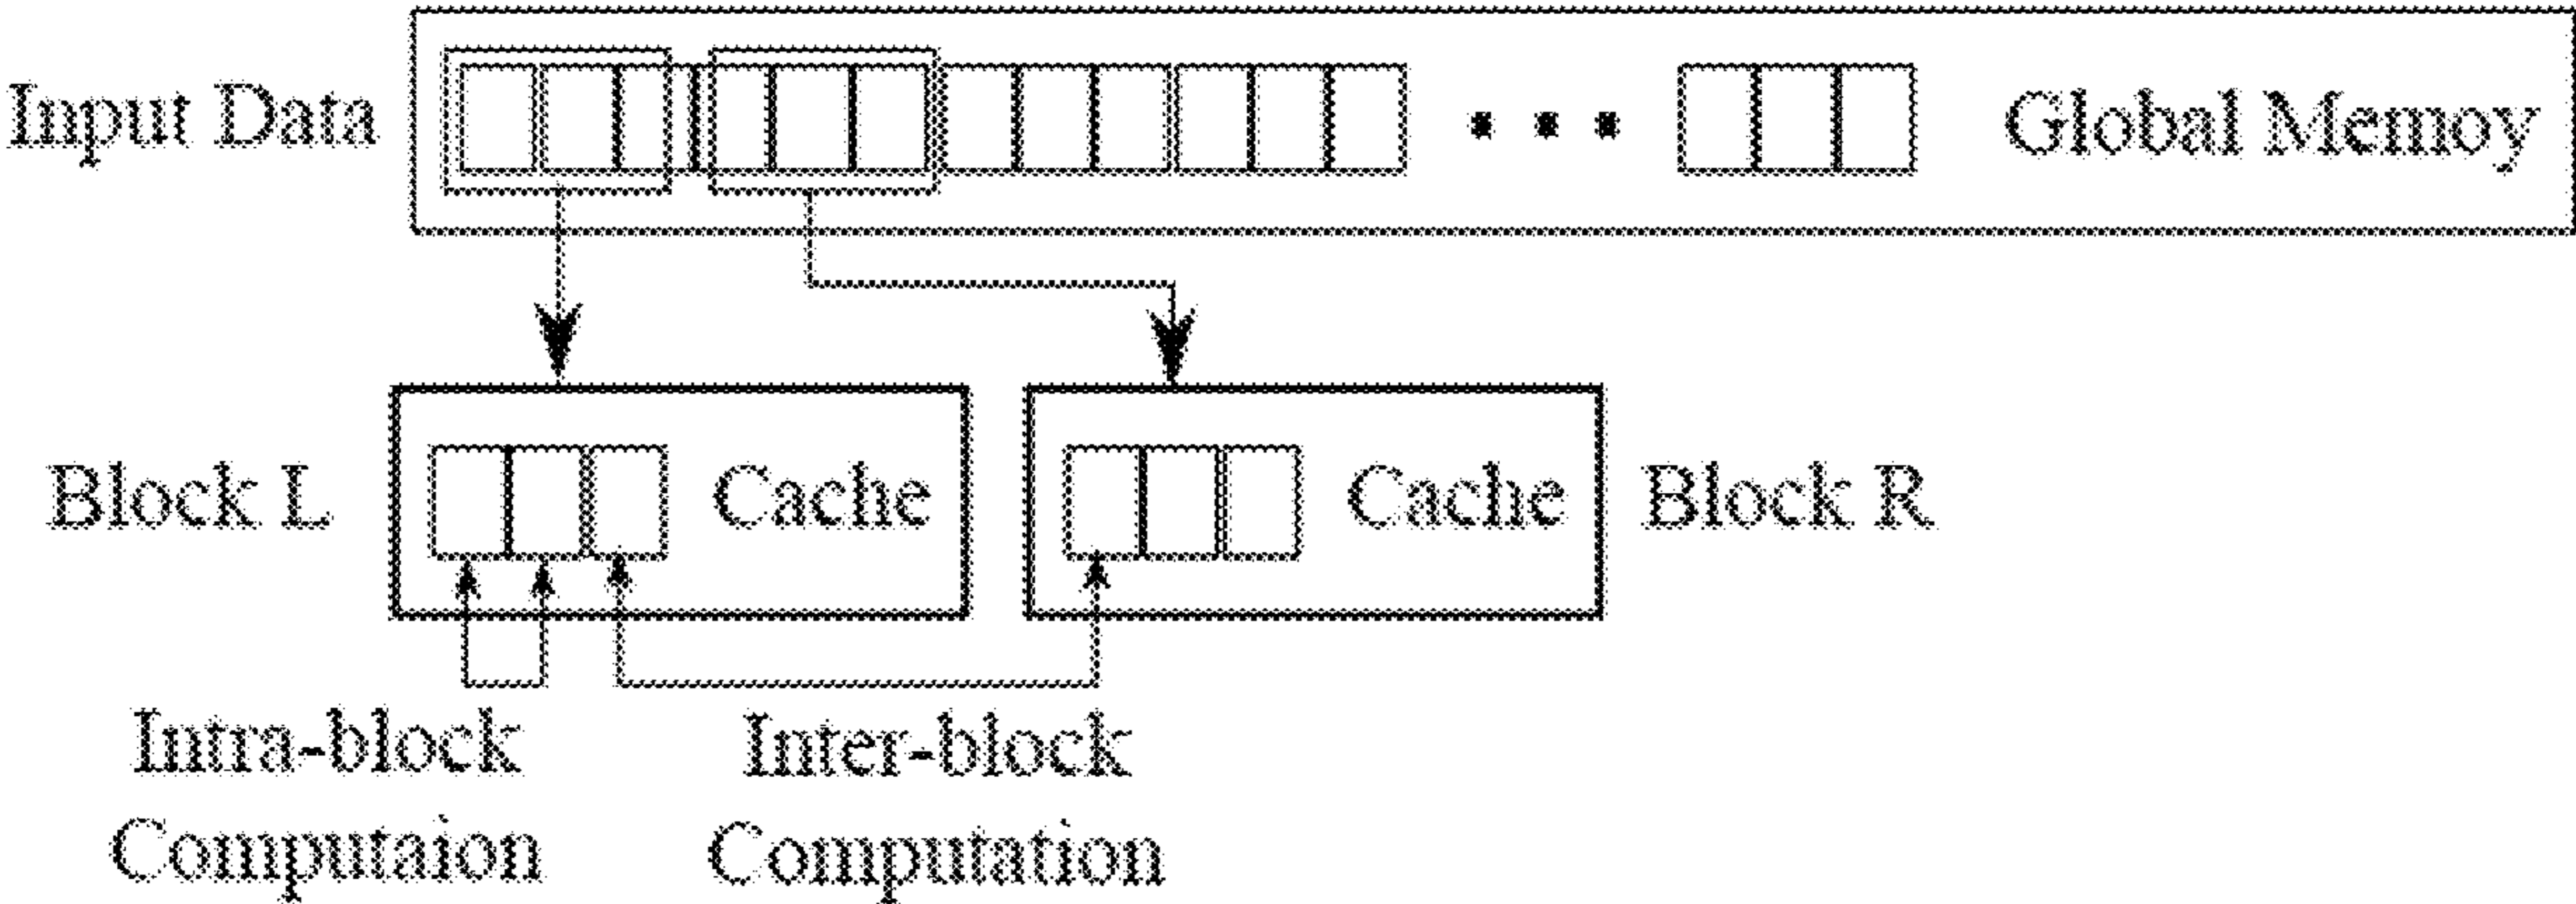 Input Data
Global Memoy
Block L
Cache
Cache
Block R
Intra-block
Computaion
Inter-block
Computation